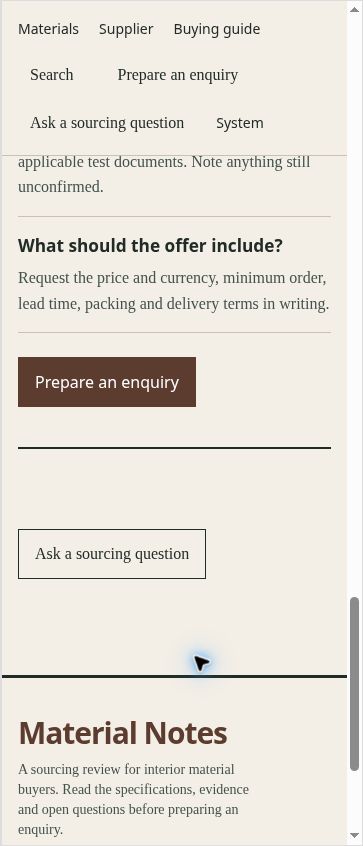 Materials Supplier Buying guide
Search Prepare an enquiry
Ask a sourcing question System
applicable test documents. Note anything still
unconfirmed.
What should the offer include?
Request the price and currency, minimum order,
lead time, packing and delivery terms in writing.
Prepare an enquiry
Ask a sourcing question
Material Notes
A sourcing review for interior material
buyers. Read the specifications, evidence
and open questions before preparing an
enquiry.